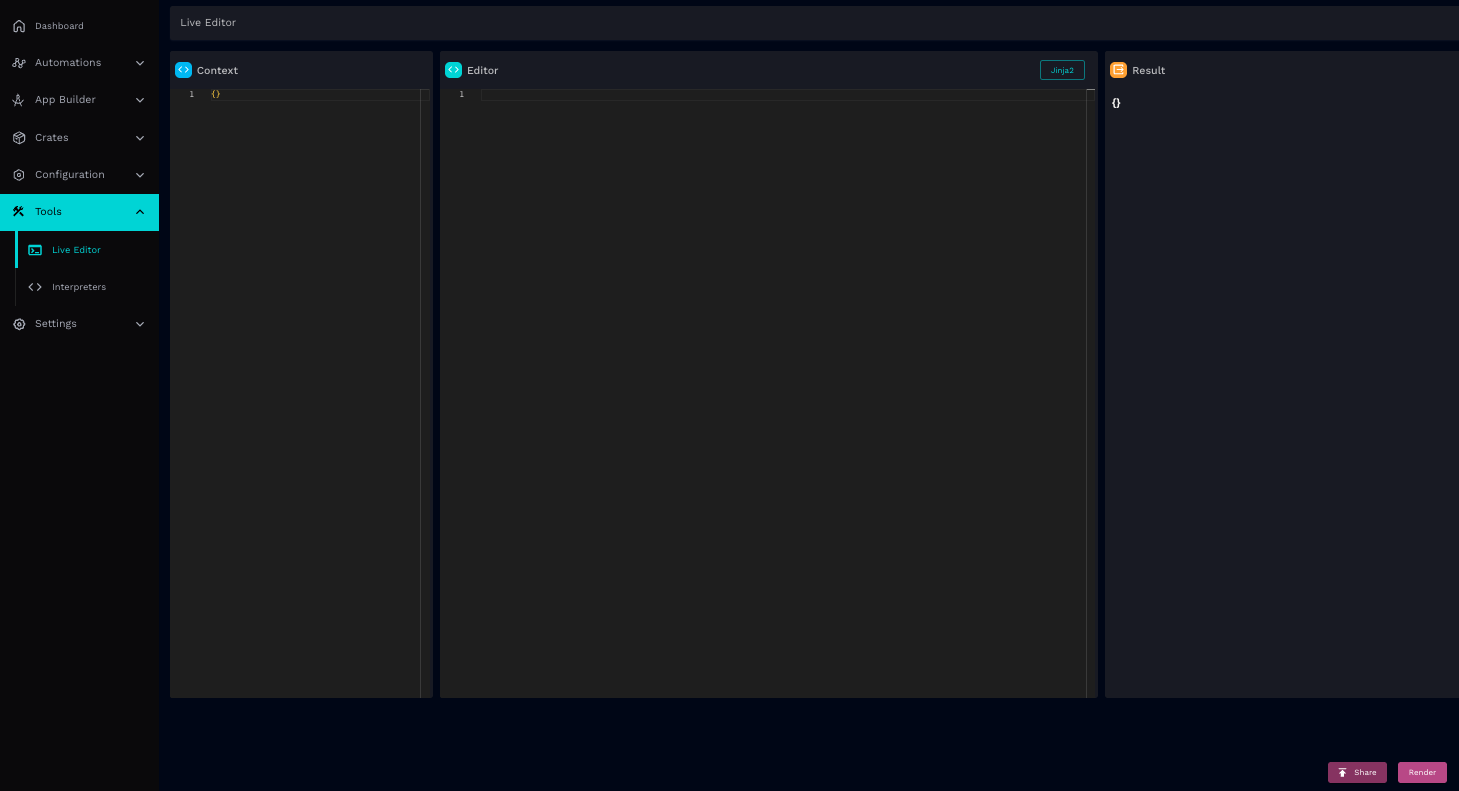 Dashboard
Automations
App Builder
Crates
Configuration
Tools
Live Editor
Interpreters
Settings
Live Editor
Context
1 {}
Editor
Jinja2
1
Result
{}
Share
Render